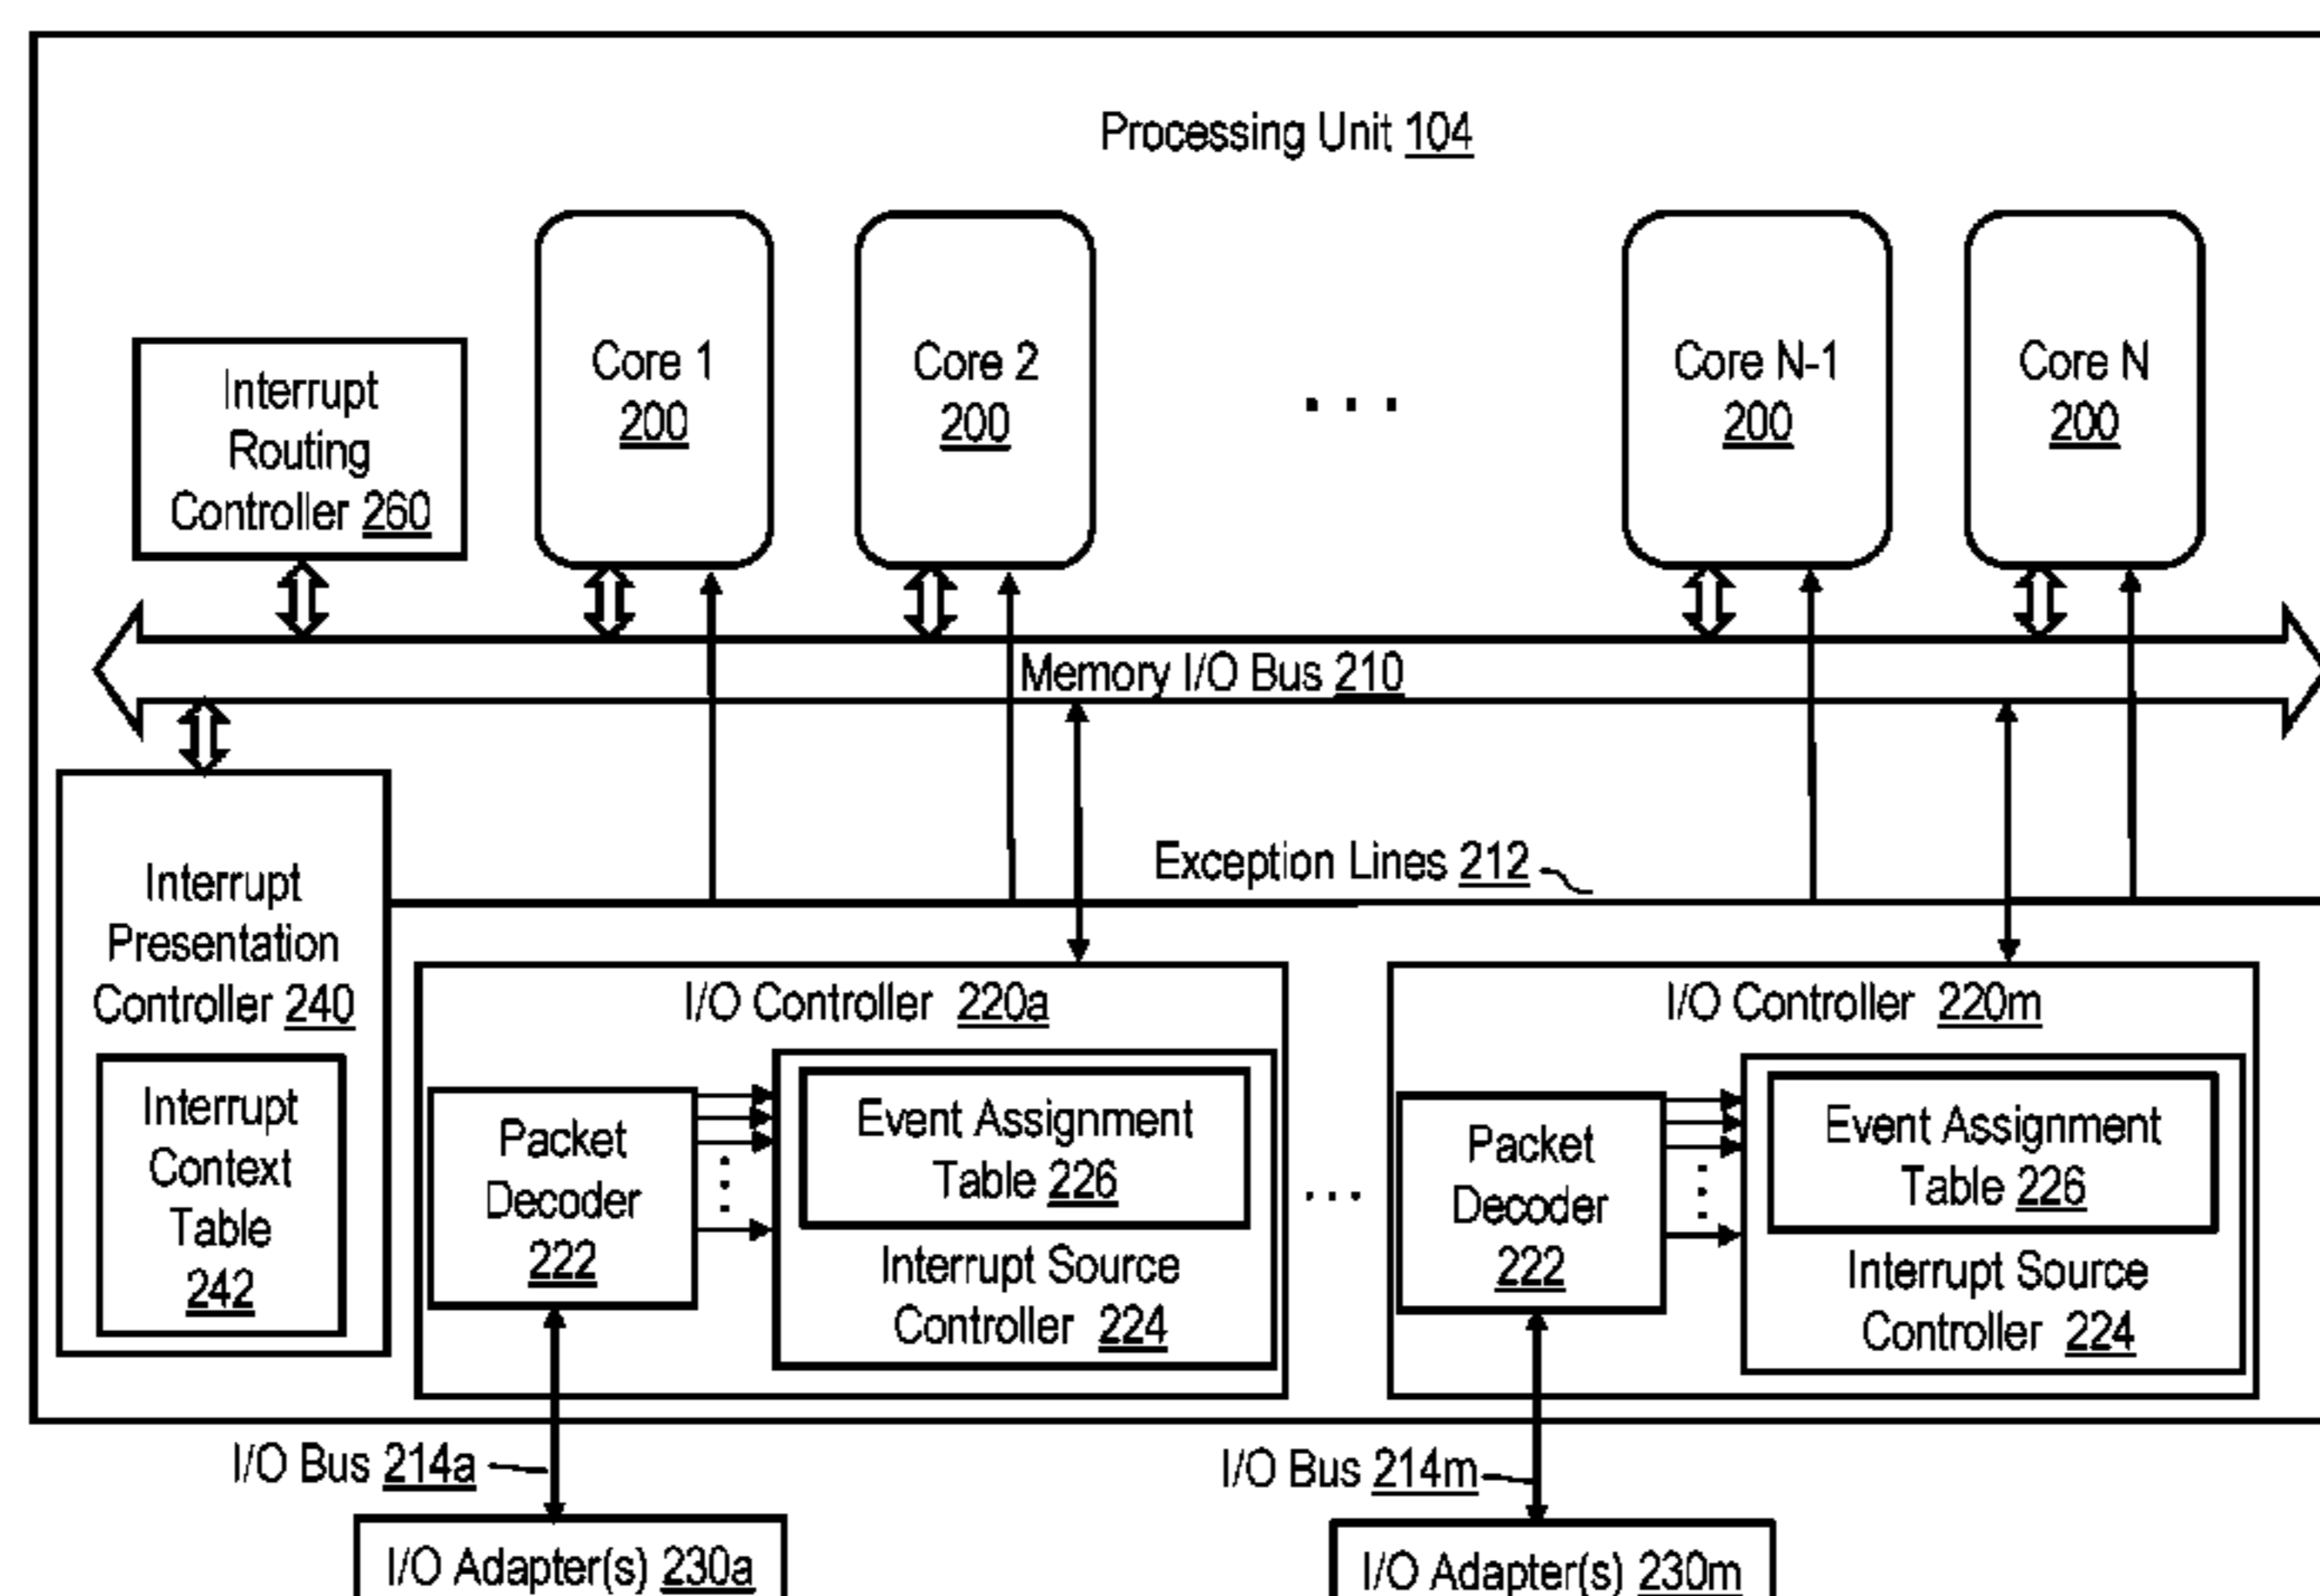 Processing Unit 104
Interrupt
Routing
Controller 260
Core 1
200
Core 2
200
. . .
Core N-1
200
Core N
200
Memory I/O Bus 210
Exception Lines 212
Interrupt
Presentation
Controller 240
Interrupt
Context
Table
242
I/O Controller 220a
Packet
Decoder
222
Event Assignment
Table 226
Interrupt Source
Controller 224
. . .
I/O Controller 220m
Packet
Decoder
222
Event Assignment
Table 226
Interrupt Source
Controller 224
I/O Bus 214a
I/O Bus 214m
I/O Adapter(s) 230a
I/O Adapter(s) 230m